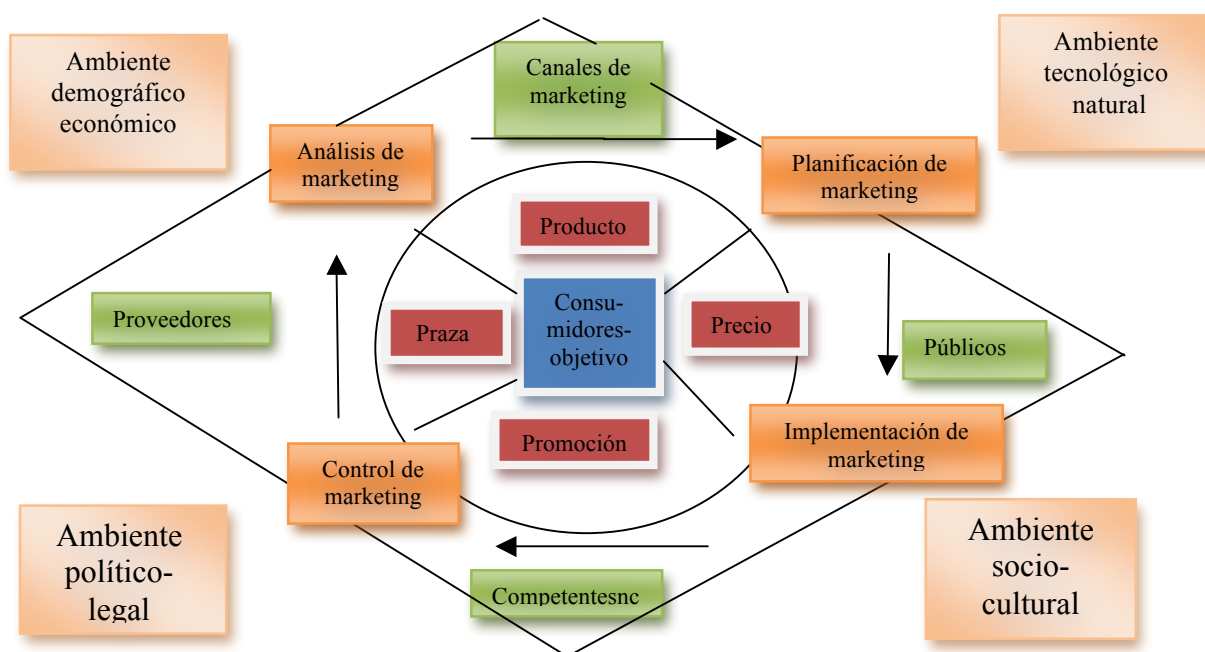 Ambiente
demográfico
económico
Canales de
marketing
Ambiente
tecnológico
natural
Análisis de
marketing
Planificación de
marketing
Producto
Proveedores
Praza
Consu-
midores-
objetivo
Precio
Públicos
Promoción
Control de
marketing
Implementación de
marketing
Ambiente
político-
legal
Competentesnc
Ambiente
socio-
cultural